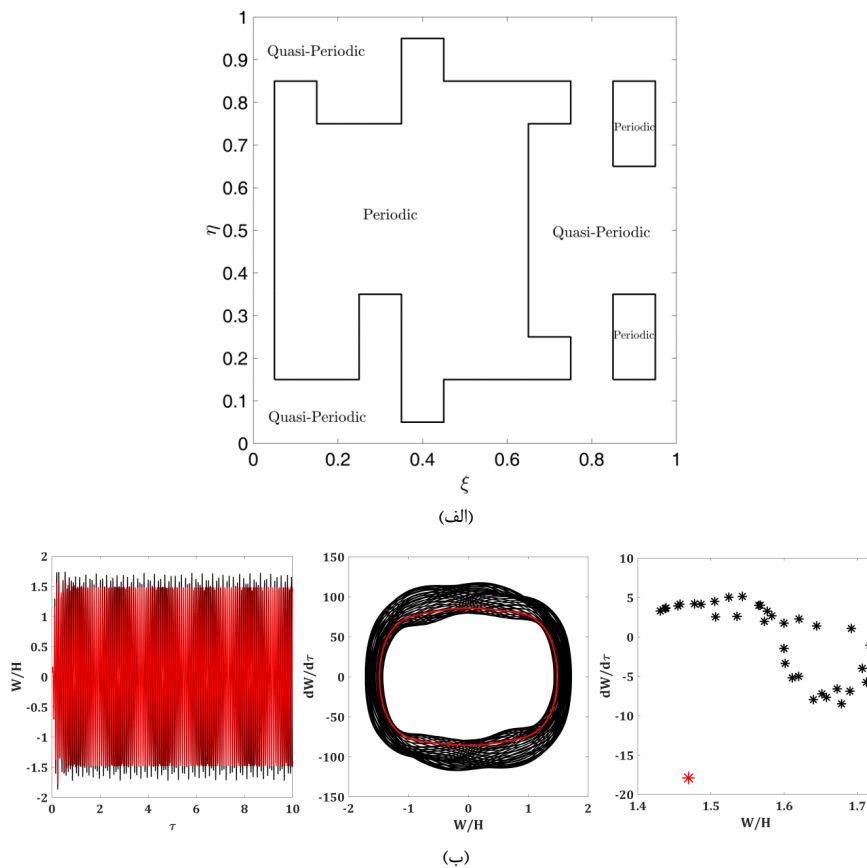 1
0.9
0.8
0.7
0.6
0.5
0.4
0.3
0.2
0.1
0
η
Quasi-Periodic
Periodic
Periodic
Quasi-Periodic
Periodic
Quasi-Periodic
0 0.2 0.4 0.6 0.8 1
ξ
(الف)
2
1.5
1
0.5
0
-0.5
-1
-1.5
-2
W/H
0 2 4 6 8 10
τ
150
100
50
0
-50
-100
-150
dW/dτ
-2 -1 0 1 2
W/H
10
5
0
-5
-10
-15
-20
dW/dτ
1.4 1.5 1.6 1.7
W/H
(ب)